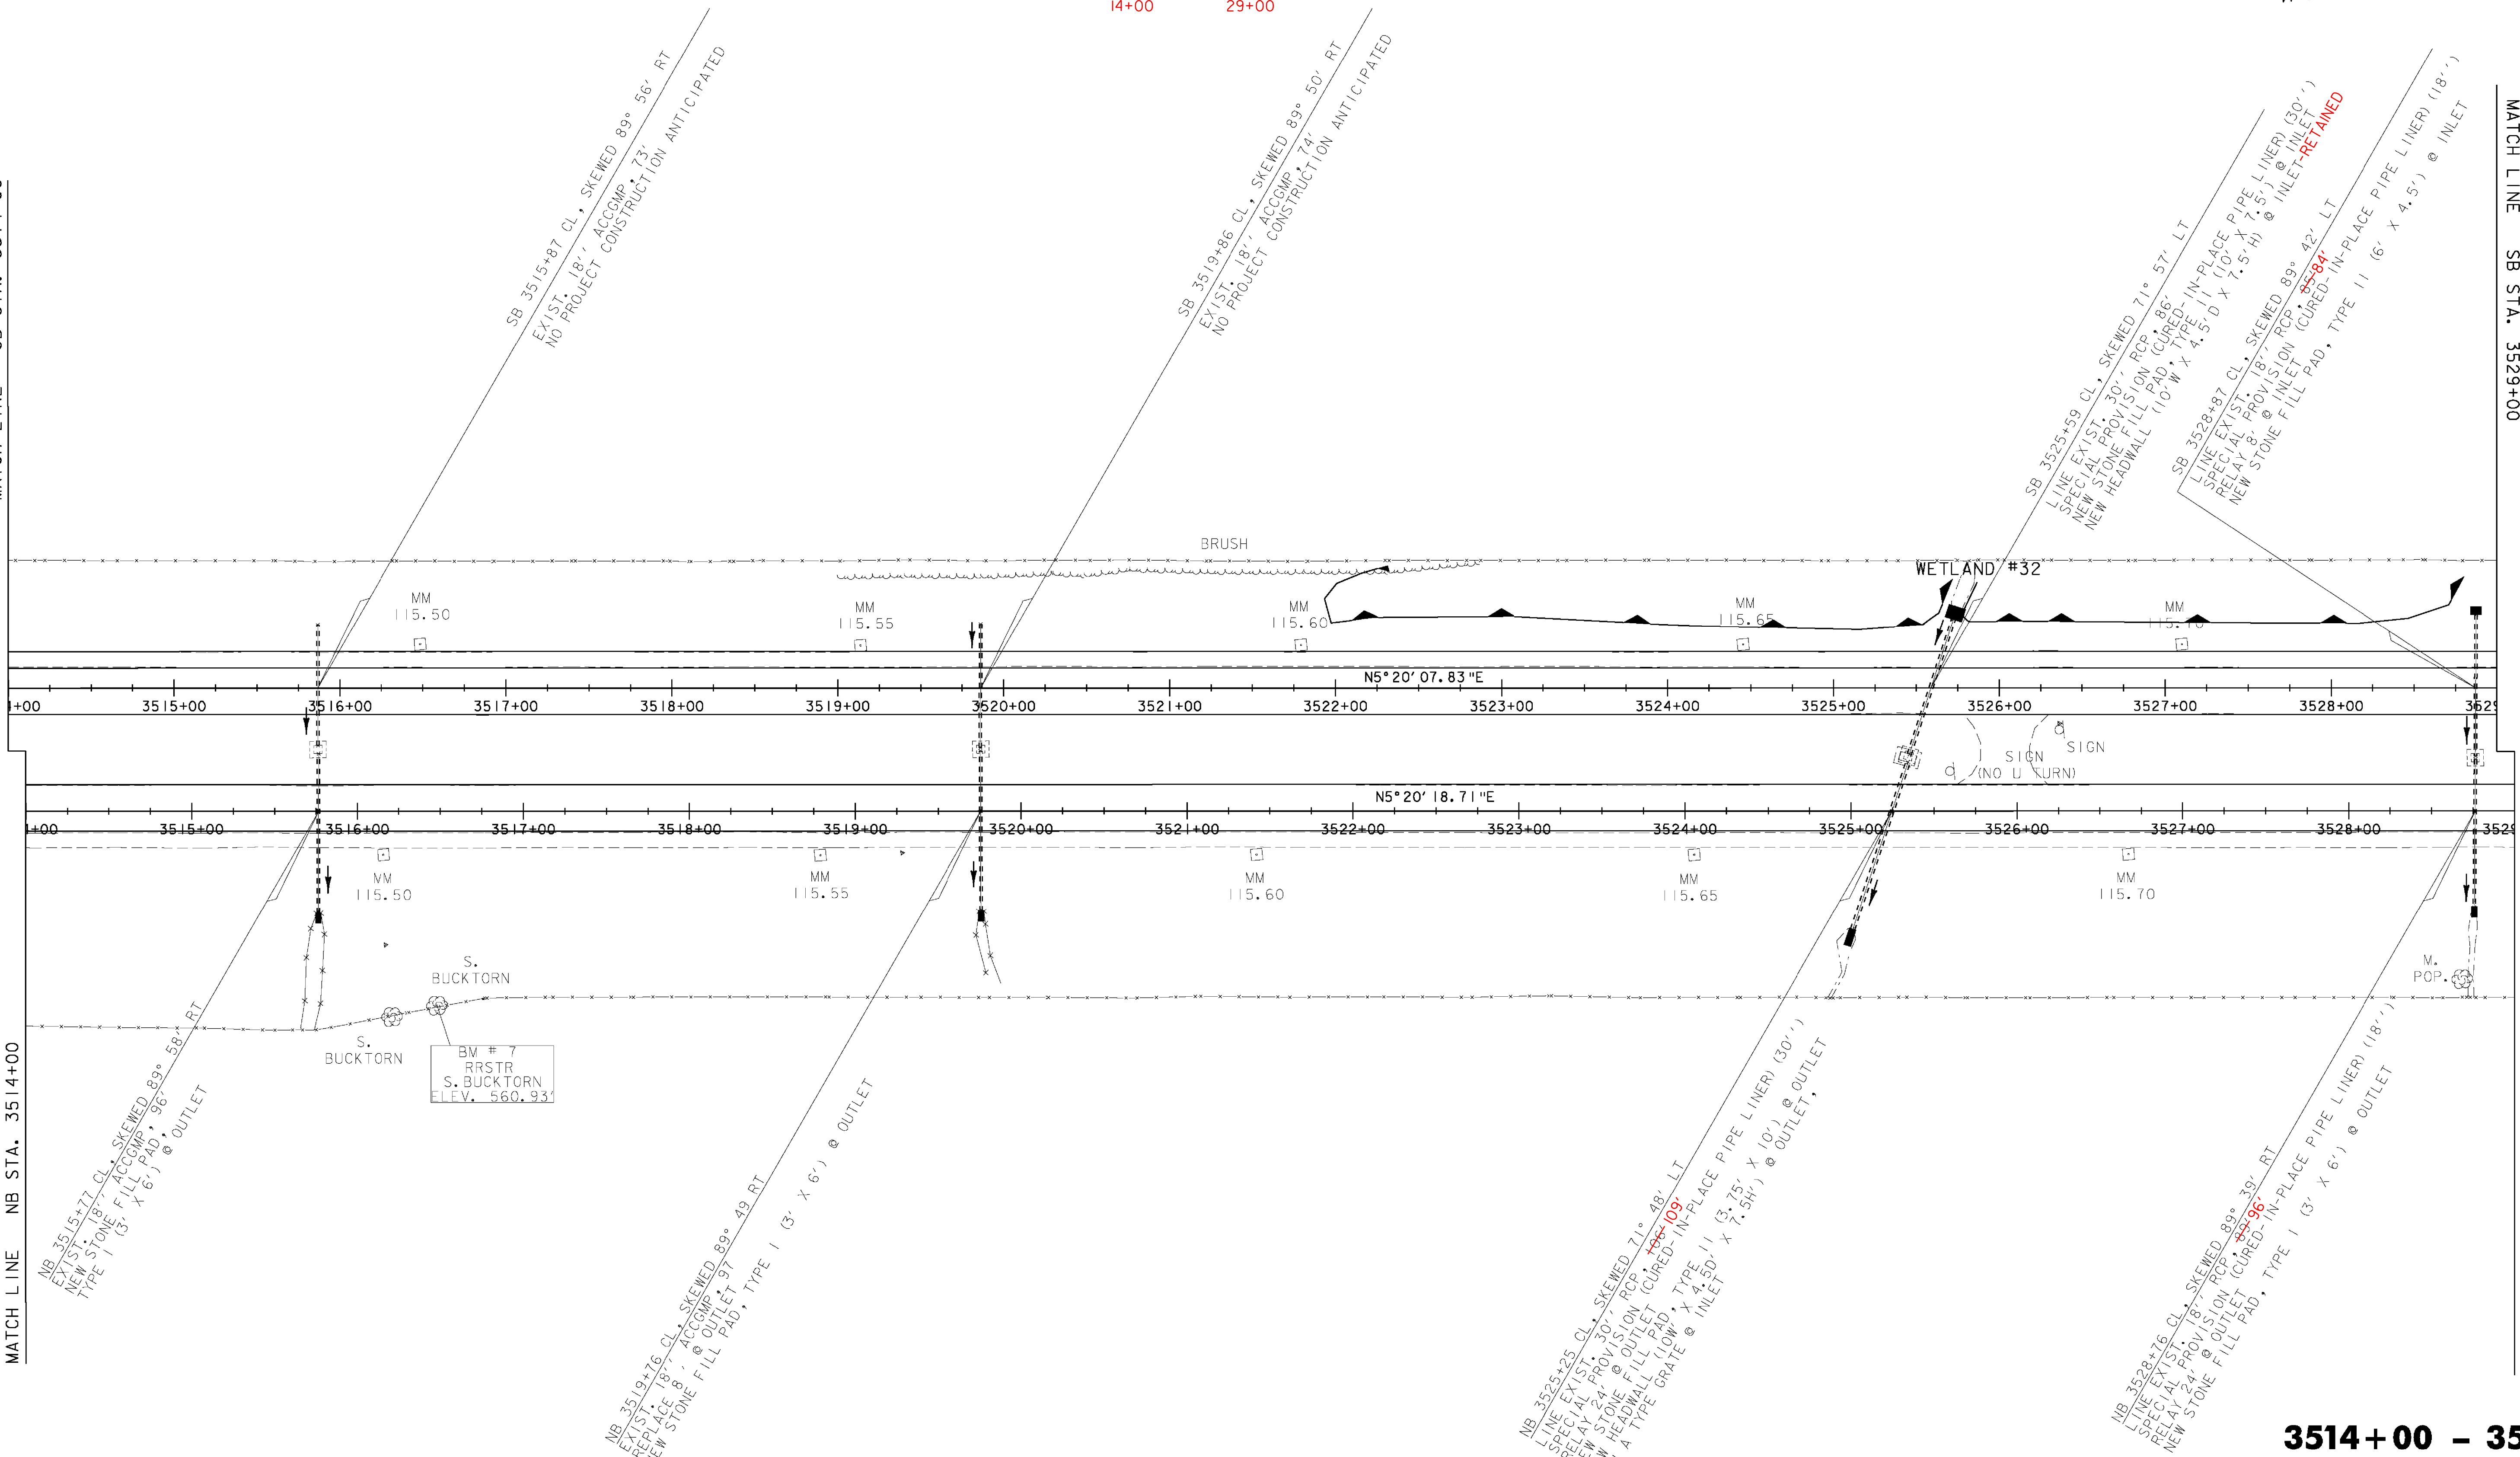 14+00 29+00
SB 3515+87 CL, SKEWED 89° 56' RT
EXIST. 18'' ACCGMP, 73'
NO PROJECT CONSTRUCTION ANTICIPATED
SB 3519+86 CL, SKEWED 89° 50' RT
EXIST. 18'' ACCGMP, 74'
NO PROJECT CONSTRUCTION ANTICIPATED
SB 3525+59 CL, SKEWED 71° 57' LT
LINE EXIST. 30'' RCP, 86'
SPECIAL PROVISION (CURED-IN-PLACE PIPE LINER) (30'')
NEW STONE FILL PAD, TYPE II (10' X 7.5') @ INLET
NEW HEADWALL (10'W X 4.5'D X 7.5'H) @ INLET-RETAINED
SB 3528+87 CL, SKEWED 89° 42' LT
LINE EXIST. 18'' RCP, 85'-84'
SPECIAL PROVISION (CURED-IN-PLACE PIPE LINER) (18'')
RELAY 8' @ INLET
NEW STONE FILL PAD, TYPE II (6' X 4.5') @ INLET
MATCH LINE SB STA. 3529+00
BRUSH
WETLAND #32
MM 115.50
MM 115.55
MM 115.60
MM 115.65
MM 115.70
N5°20'07.83"E
+00 3515+00 3516+00 3517+00 3518+00 3519+00 3520+00 3521+00 3522+00 3523+00 3524+00 3525+00 3526+00 3527+00 3528+00 3529
SIGN
SIGN
(NO U TURN)
N5°20'18.71"E
+00 3515+00 3516+00 3517+00 3518+00 3519+00 3520+00 3521+00 3522+00 3523+00 3524+00 3525+00 3526+00 3527+00 3528+00 3529
MM 115.50
MM 115.55
MM 115.60
MM 115.65
MM 115.70
S.
BUCKTORN
S.
BUCKTORN
M.
POP.
BM # 7
RRSTR
S. BUCKTORN
ELEV. 560.93'
MATCH LINE NB STA. 3514+00
NB 3515+77 CL, SKEWED 89° 58' RT
EXIST. 18'' ACCGMP, 96'
NEW STONE FILL PAD,
TYPE I (3' X 6') @ OUTLET
NB 3519+76 CL, SKEWED 89° 49 RT
EXIST. 18'' ACCGMP, 97
REPLACE 8' @ OUTLET
EW STONE FILL PAD, TYPE I (3' X 6') @ OUTLET
NB 3525+25 CL, SKEWED 71° 48' LT
LINE EXIST. 30'' RCP, 106'-109'
SPECIAL PROVISION (CURED-IN-PLACE PIPE LINER) (30'')
RELAY 24' @ OUTLET
EW STONE FILL PAD, TYPE II (3.75' X 10') @ OUTLET
W HEADWALL (10W' X 4.5D' X 7.5H') @ OUTLET,
A TYPE GRATE @ INLET
NB 3528+76 CL, SKEWED 89° 39' RT
LINE EXIST. 18'' RCP, 89'-96'
SPECIAL PROVISION (CURED-IN-PLACE PIPE LINER) (18'')
RELAY 24' @ OUTLET
NEW STONE FILL PAD, TYPE I (3' X 6') @ OUTLET
3514+00 - 35